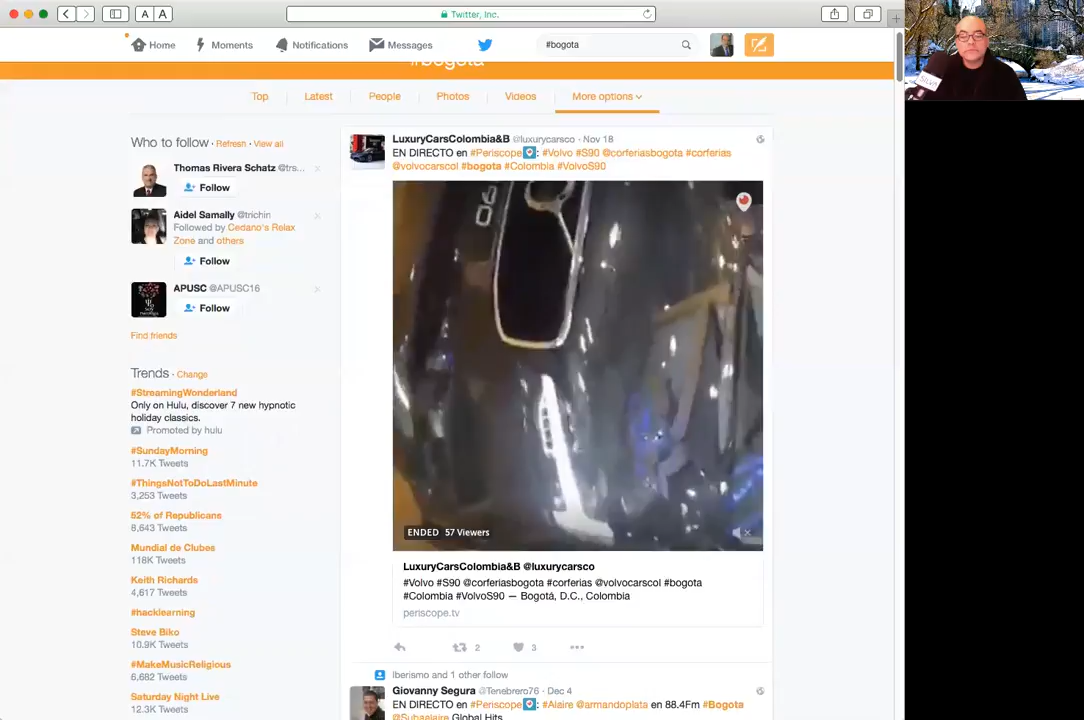 A A
Twitter, Inc.
Home
Moments
Notifications
Messages
#bogota
#bogota
Top
Latest
People
Photos
Videos
More options
Who to follow · Refresh · View all
Thomas Rivera Schatz @trs...
Follow
Aidel Samally @trichin
Followed by Cedano's Relax
Zone and others
Follow
APUSC @APUSC16
Follow
Find friends
Trends · Change
#StreamingWonderland
Only on Hulu, discover 7 new hypnotic
holiday classics.
Promoted by hulu
#SundayMorning
11.7K Tweets
#ThingsNotToDoLastMinute
3,253 Tweets
52% of Republicans
8,643 Tweets
Mundial de Clubes
116K Tweets
Keith Richards
4,617 Tweets
#hacklearning
Steve Biko
10.9K Tweets
#MakeMusicReligious
6,682 Tweets
Saturday Night Live
12.3K Tweets
LuxuryCarsColombia&B @luxurycarsco · Nov 18
EN DIRECTO en #Periscope: #Volvo #S90 @corferiasbogota #corferias
@volvocarscol #bogota #Colombia #VolvoS90
ENDED 57 Viewers
LuxuryCarsColombia&B @luxurycarsco
#Volvo #S90 @corferiasbogota #corferias @volvocarscol #bogota
#Colombia #VolvoS90 — Bogotá, D.C., Colombia
periscope.tv
2
3
Iberismo and 1 other follow
Giovanny Segura @Tenebrero76 · Dec 4
EN DIRECTO en #Periscope: #Alaire @armandoplata en 88.4Fm #Bogota
@Subaalaire Global Hits